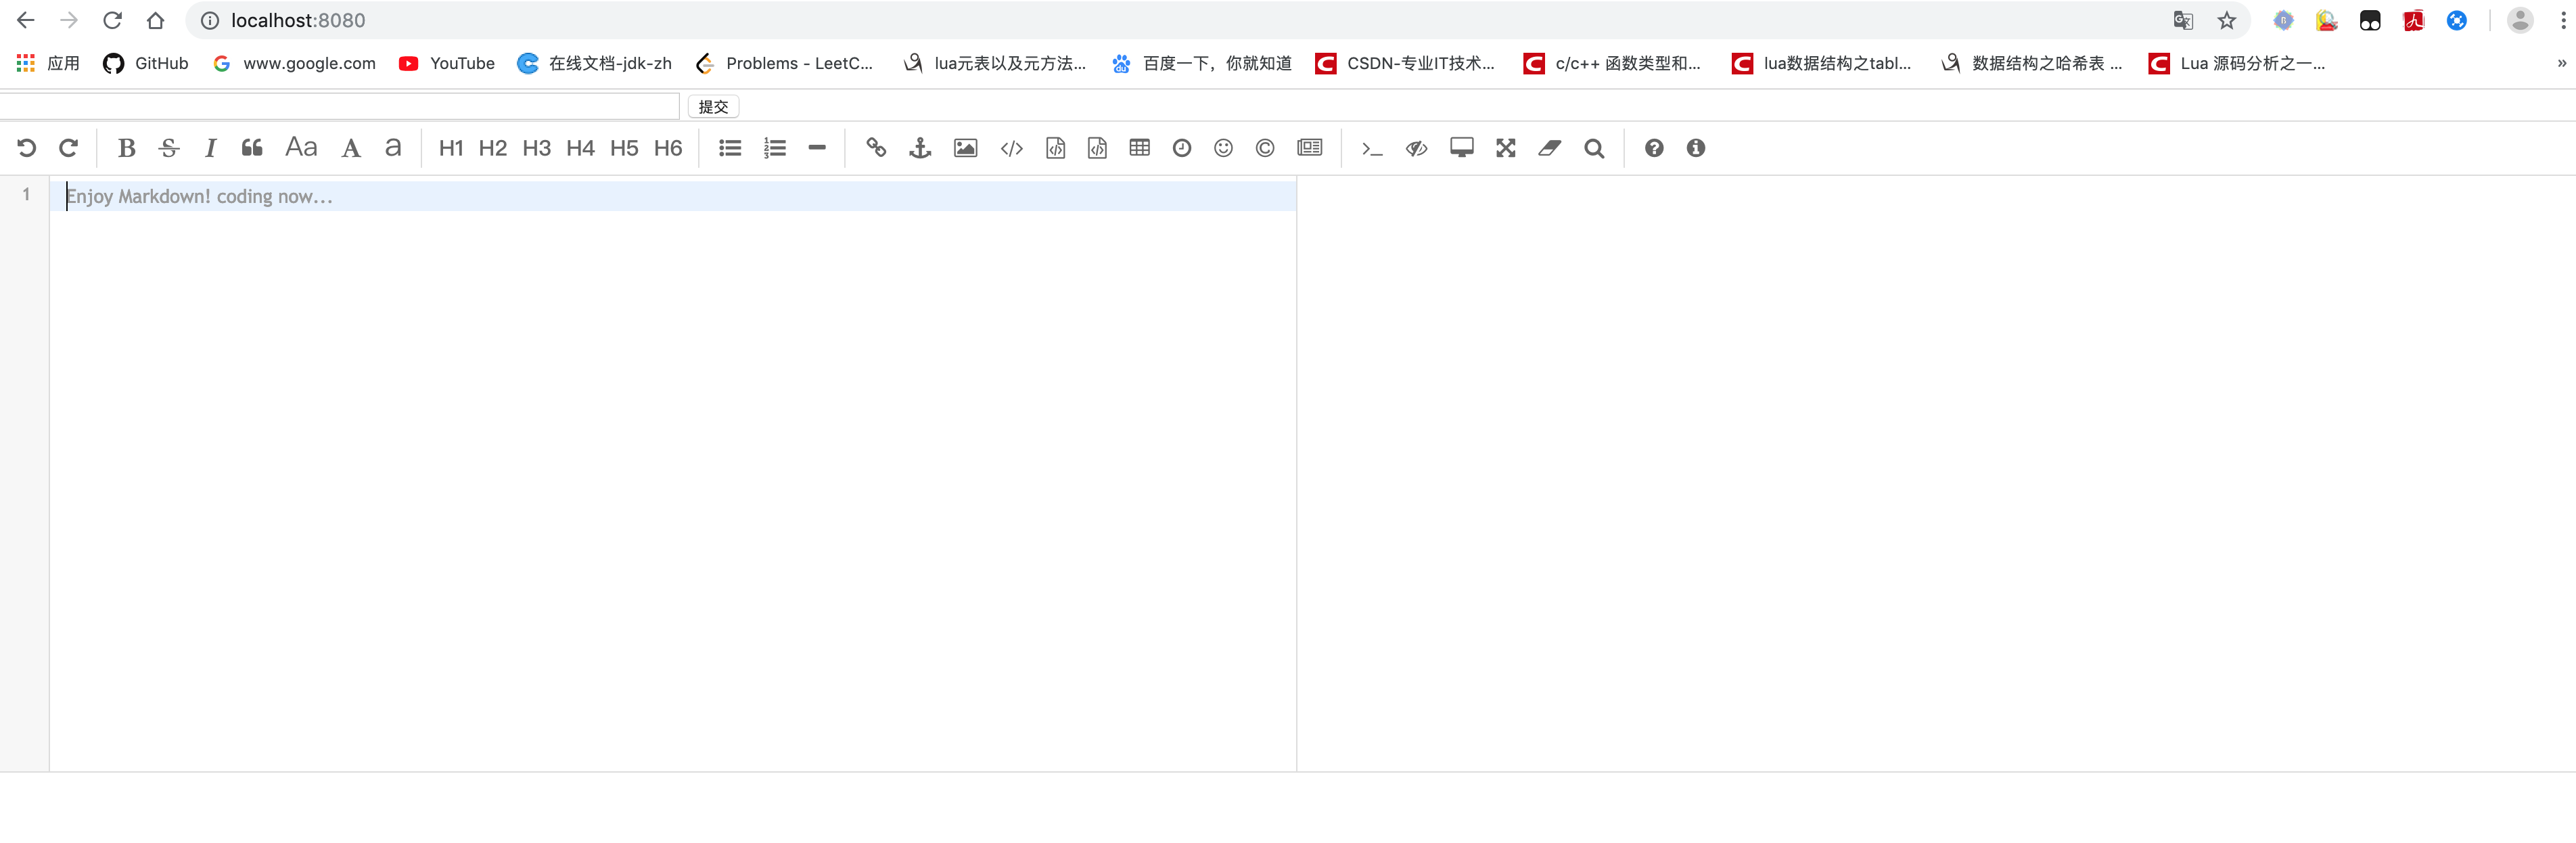 localhost:8080
应用 GitHub www.google.com YouTube 在线文档-jdk-zh Problems - LeetC... lua元表以及元方法... 百度一下，你就知道 CSDN-专业IT技术... c/c++ 函数类型和... lua数据结构之tabl... 数据结构之哈希表 ... Lua 源码分析之一... »
提交
B S I Aa A a H1 H2 H3 H4 H5 H6
1 Enjoy Markdown! coding now...